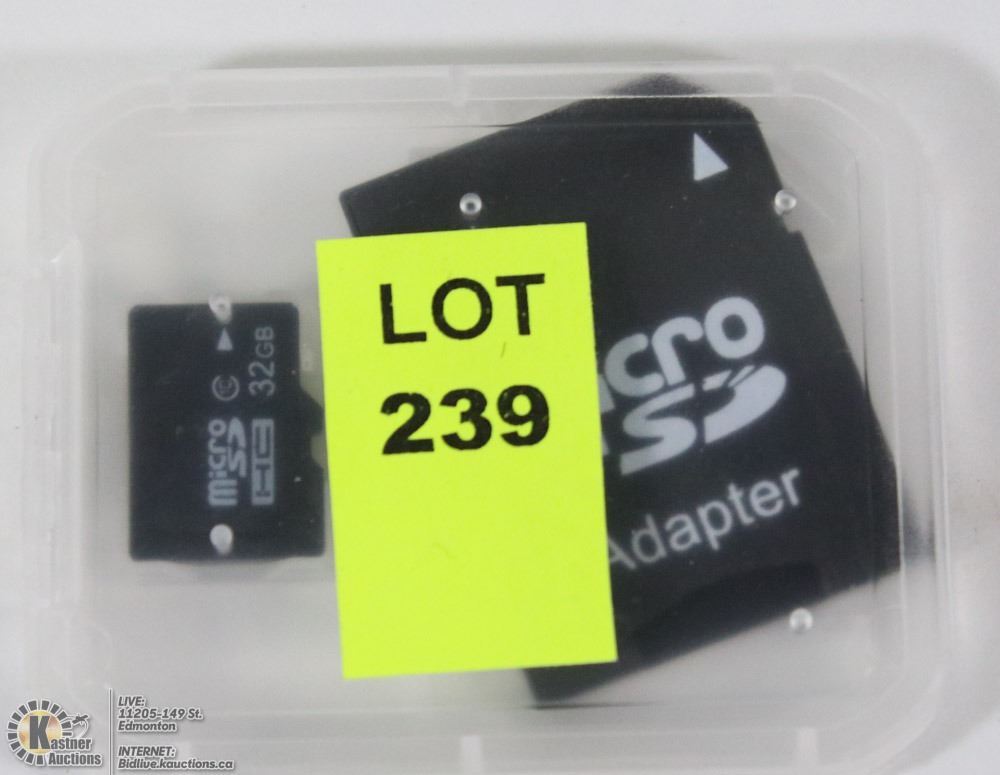 LOT
239
micro
SD
HC
32GB
icro
SD
Adapter
Kastner
Auctions
LIVE:
11205-149 St.
Edmonton
INTERNET:
Bidlive.kauctions.ca